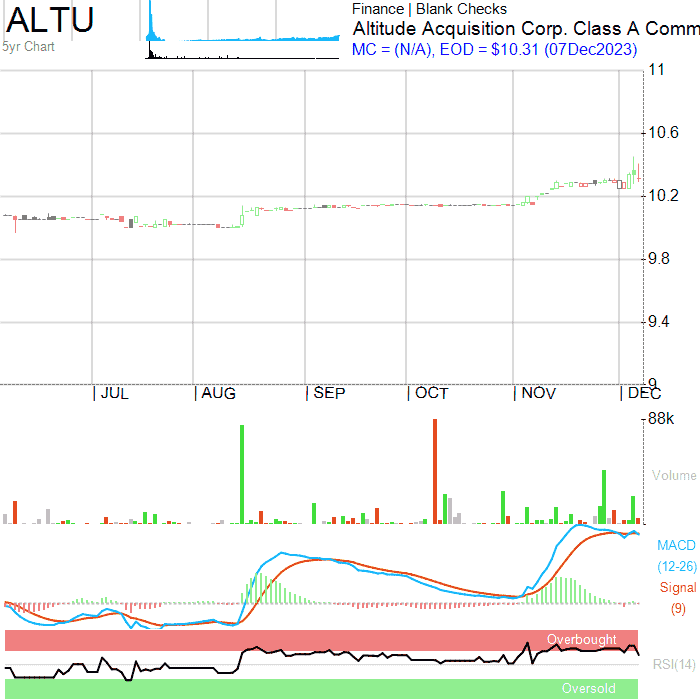 ALTU
5yr Chart
Finance | Blank Checks
Altitude Acquisition Corp. Class A Comm
MC = (N/A), EOD = $10.31 (07Dec2023)
11
10.6
10.2
9.8
9.4
9
JUL AUG SEP OCT NOV DEC
88k
Volume
MACD
(12-26)
Signal
(9)
Overbought
RSI(14)
Oversold